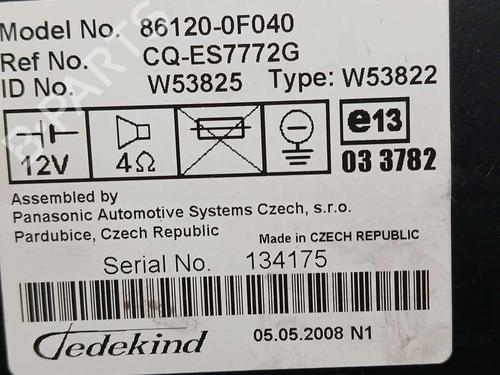 Model No. 86120-0F040
Ref No. CQ-ES7772G
ID No. W53825 Type: W53822
12V 4Ω e13
03 3782
Assembled by
Panasonic Automotive Systems Czech, s.r.o.
Pardubice, Czech Republic
Made in CZECH REPUBLIC
Serial No. 134175
Tedekind 05.05.2008 N1